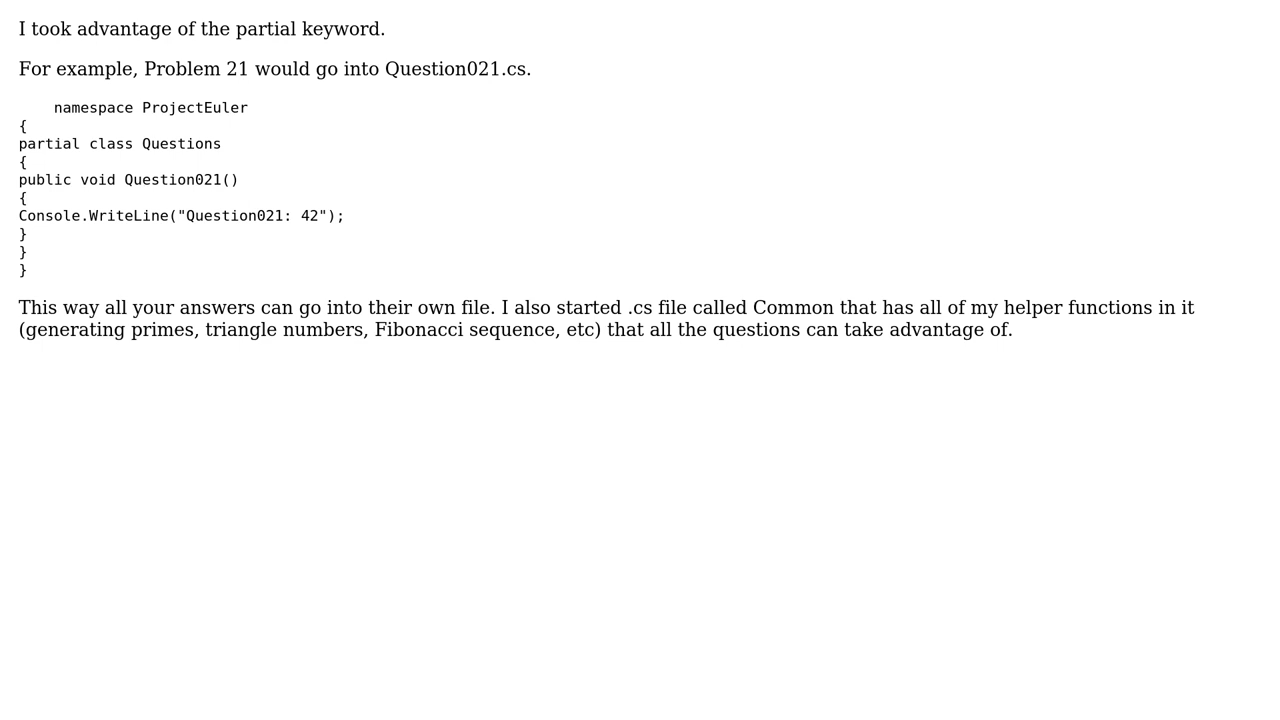 I took advantage of the partial keyword.
For example, Problem 21 would go into Question021.cs.
namespace ProjectEuler
{
partial class Questions
{
public void Question021()
{
Console.WriteLine("Question021: 42");
}
}
}
This way all your answers can go into their own file. I also started .cs file called Common that has all of my helper functions in it
(generating primes, triangle numbers, Fibonacci sequence, etc) that all the questions can take advantage of.